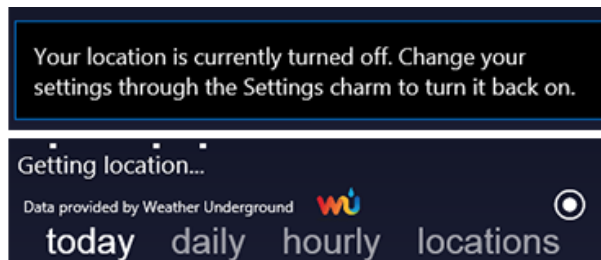 Your location is currently turned off. Change your
settings through the Settings charm to turn it back on.
Getting location...
Data provided by Weather Underground wu
today daily hourly locations